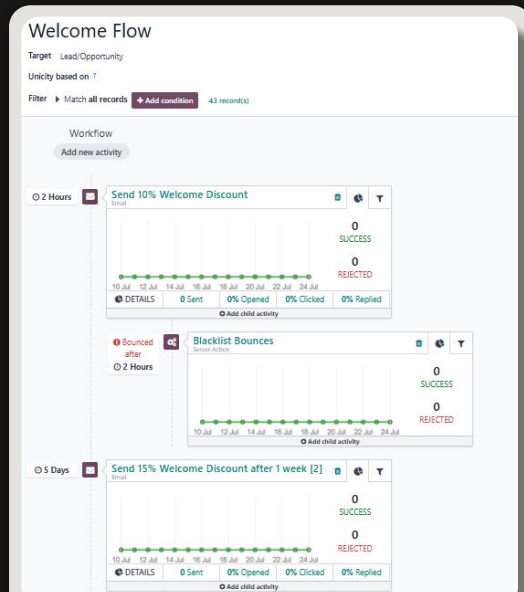 Welcome Flow
Target Lead/Opportunity
Unicity based on ?
Filter Match all records + Add condition 43 record(s)
Workflow
Add new activity
2 Hours
Send 10% Welcome Discount
Email
0
SUCCESS
0
REJECTED
10 Jul 12 Jul 14 Jul 16 Jul 18 Jul 20 Jul 22 Jul 24 Jul
DETAILS 0 Sent 0% Opened 0% Clicked 0% Replied
Add child activity
Bounced
after
2 Hours
Blacklist Bounces
Server Action
0
SUCCESS
0
REJECTED
10 Jul 12 Jul 14 Jul 16 Jul 18 Jul 20 Jul 22 Jul 24 Jul
Add child activity
5 Days
Send 15% Welcome Discount after 1 week [2]
Email
0
SUCCESS
0
REJECTED
10 Jul 12 Jul 14 Jul 16 Jul 18 Jul 20 Jul 22 Jul 24 Jul
DETAILS 0 Sent 0% Opened 0% Clicked 0% Replied
Add child activity